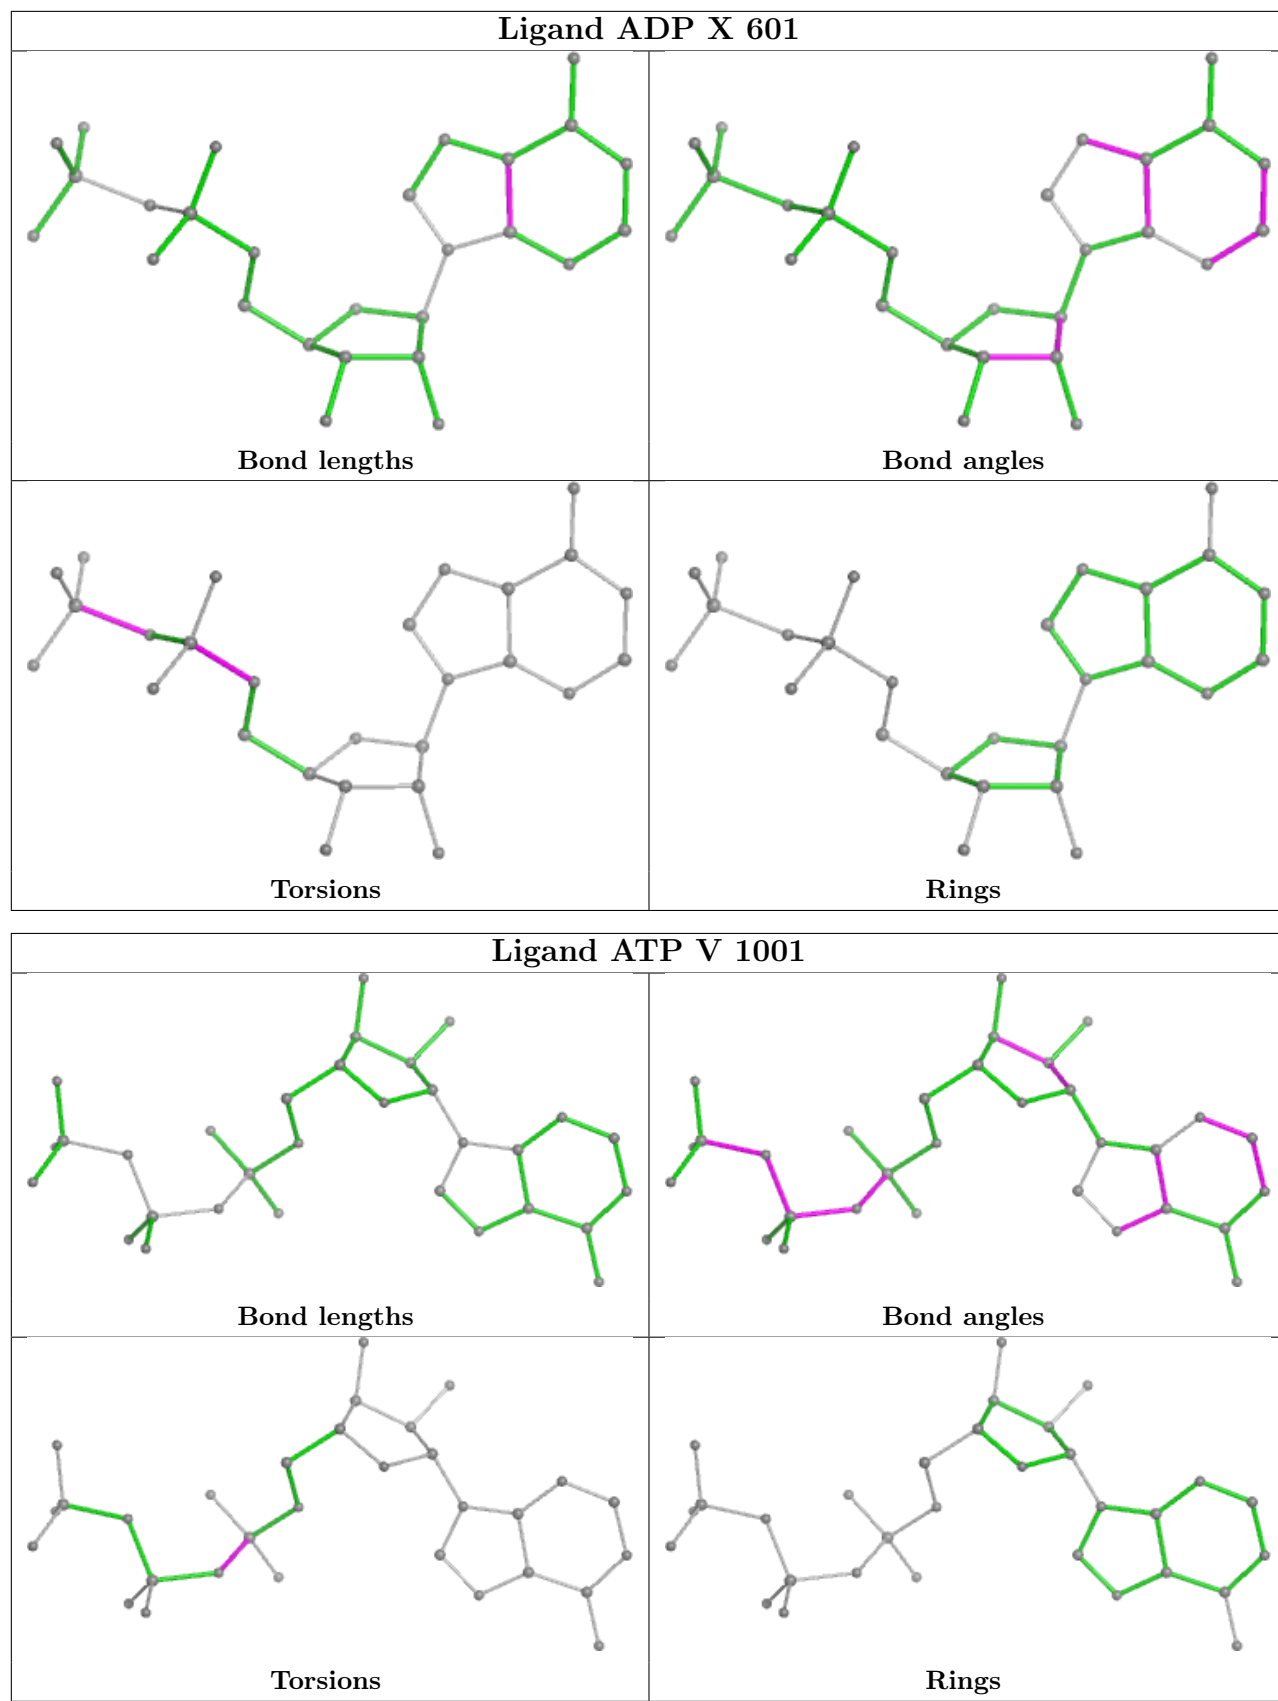 Ligand ADP X 601
Bond lengths
Bond angles
Torsions
Rings
Ligand ATP V 1001
Bond lengths
Bond angles
Torsions
Rings